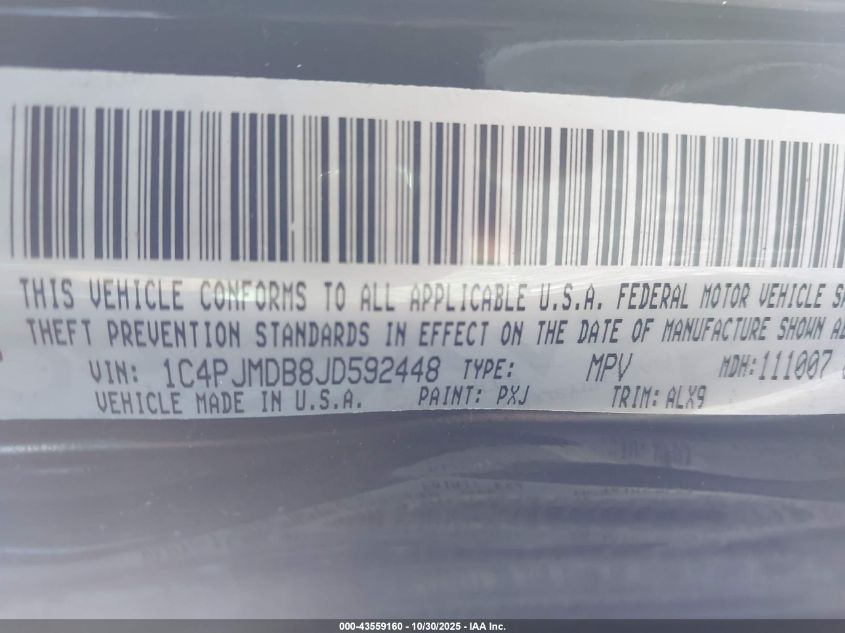 THIS VEHICLE CONFORMS TO ALL APPLICABLE U.S.A. FEDERAL MOTOR VEHICLE
THEFT PREVENTION STANDARDS IN EFFECT ON THE DATE OF MANUFACTURE SHOWN
VIN: 1C4PJMDB8JD592448 TYPE: MPV MDH: 111007
VEHICLE MADE IN U.S.A. PAINT: PXJ TRIM: ALX9
000-43559160 - 10/30/2025 - IAA Inc.